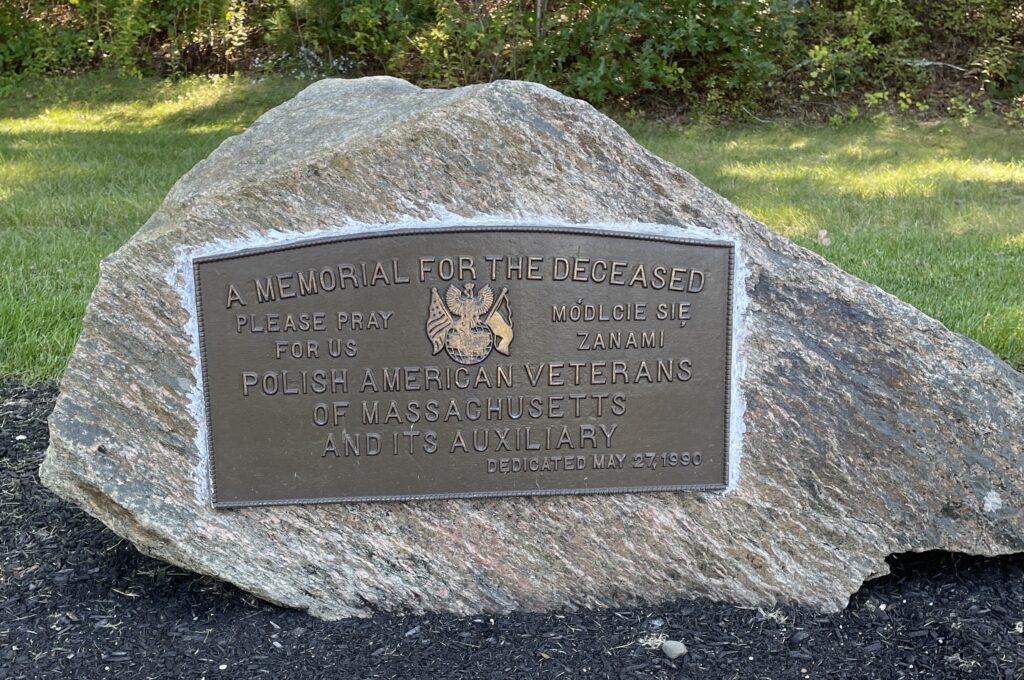 A MEMORIAL FOR THE DECEASED
PLEASE PRAY
FOR US
MÓDLCIE SIĘ
ZANAMI
POLISH AMERICAN VETERANS
OF MASSACHUSETTS
AND ITS AUXILIARY
DEDICATED MAY 27, 1990